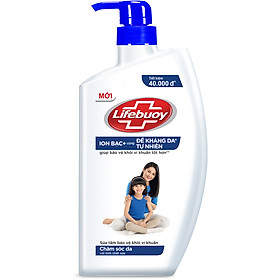 Tiết kiệm
40.000 đ*
MỚI
Lifebuoy
ION BAC+
ĐỀ KHÁNG DA*
TỰ NHIÊN
giúp bảo vệ khỏi vi khuẩn tốt hơn**
Sữa tắm bảo vệ khỏi vi khuẩn
Chăm sóc da